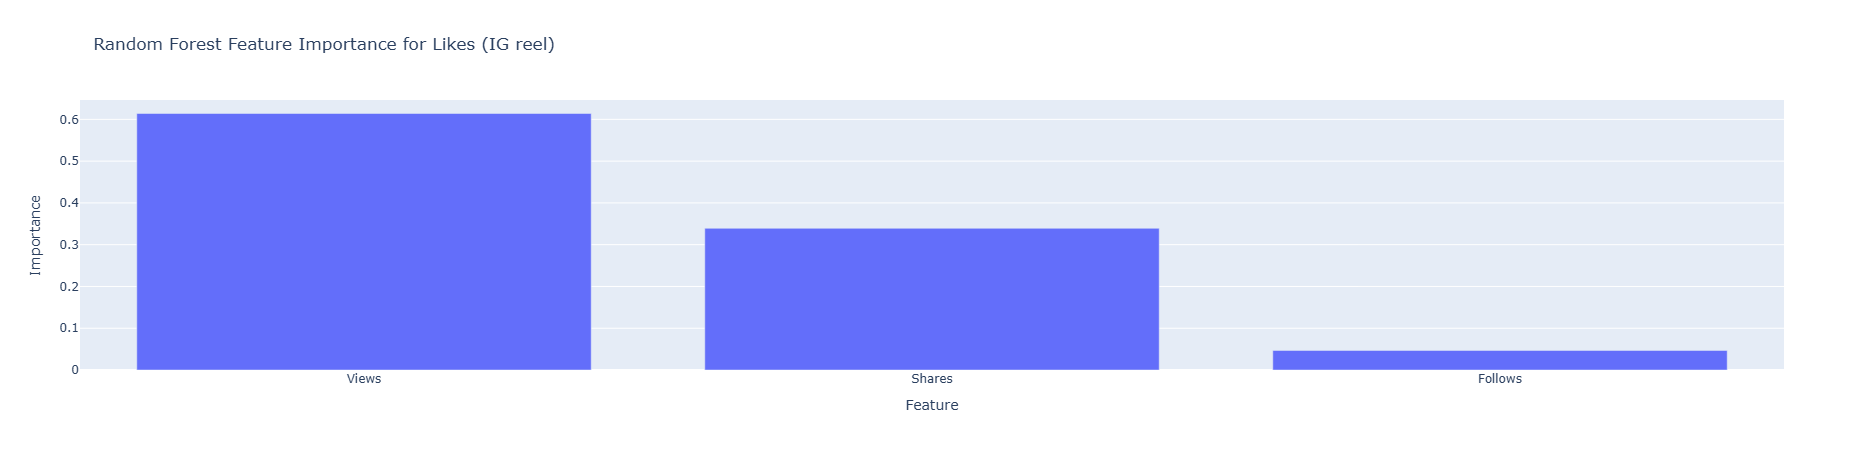 Random Forest Feature Importance for Likes (IG reel)
Importance
0.6
0.5
0.4
0.3
0.2
0.1
0
Views Shares Follows
Feature